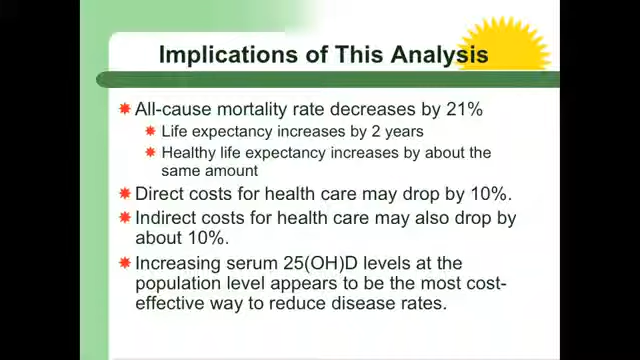 Implications of This Analysis
All-cause mortality rate decreases by 21%
Life expectancy increases by 2 years
Healthy life expectancy increases by about the
same amount
Direct costs for health care may drop by 10%.
Indirect costs for health care may also drop by
about 10%.
Increasing serum 25(OH)D levels at the
population level appears to be the most cost-
effective way to reduce disease rates.